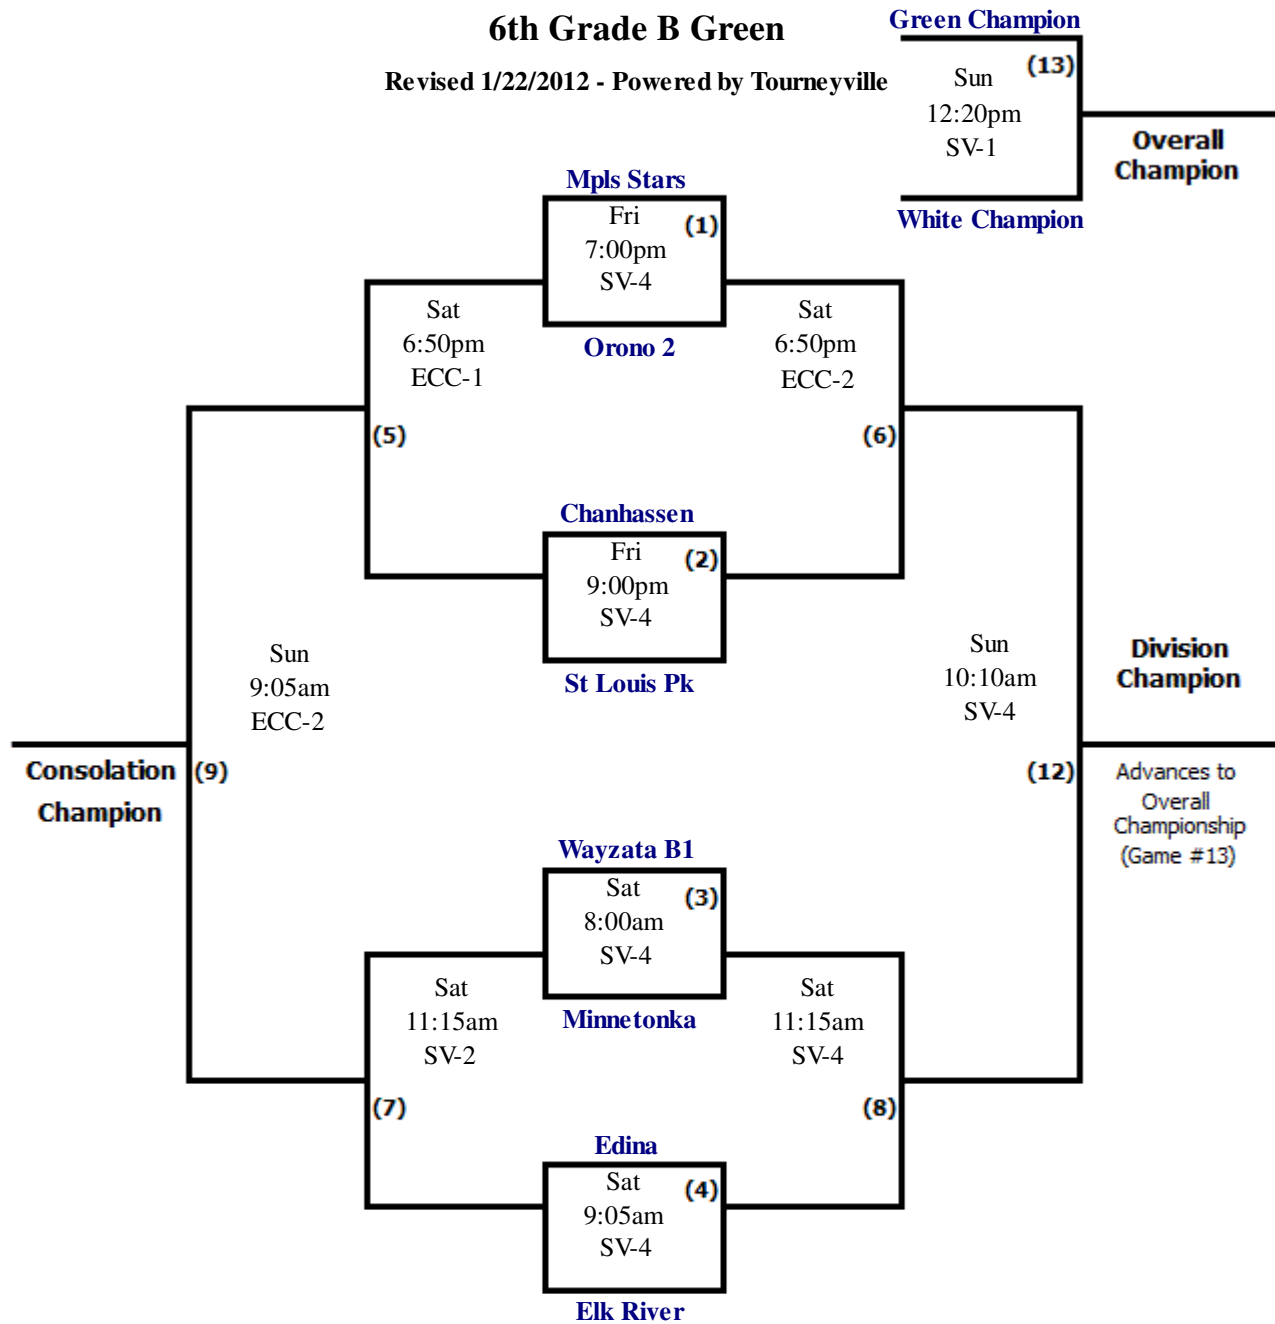 6th Grade B Green
Revised 1/22/2012 - Powered by Tourneyville
Green Champion
(13)
Sun
12:20pm
SV-1
Overall
Champion
White Champion
Mpls Stars
Fri
(1)
7:00pm
SV-4
Orono 2
Sat
6:50pm
ECC-1
Sat
6:50pm
ECC-2
(5)
(6)
Chanhassen
Fri
(2)
9:00pm
SV-4
St Louis Pk
Sun
9:05am
ECC-2
Sun
10:10am
SV-4
Division
Champion
Consolation
Champion
(9)
(12)
Advances to
Overall
Championship
(Game #13)
Wayzata B1
Sat
(3)
8:00am
SV-4
Minnetonka
Sat
11:15am
SV-2
Sat
11:15am
SV-4
(7)
(8)
Edina
Sat
(4)
9:05am
SV-4
Elk River